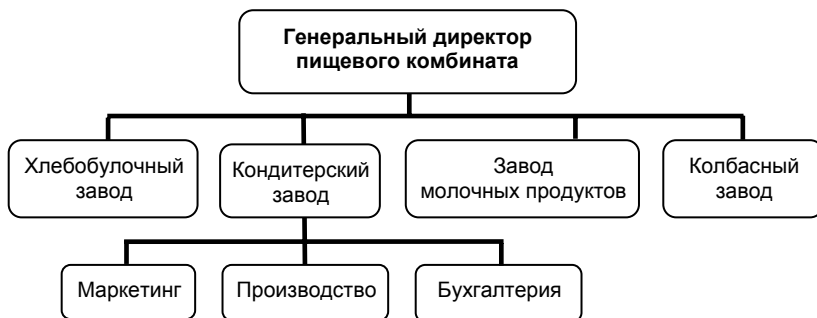 Генеральный директор
пищевого комбината
Хлебобулочный
завод
Кондитерский
завод
Завод
молочных продуктов
Колбасный
завод
Маркетинг
Производство
Бухгалтерия